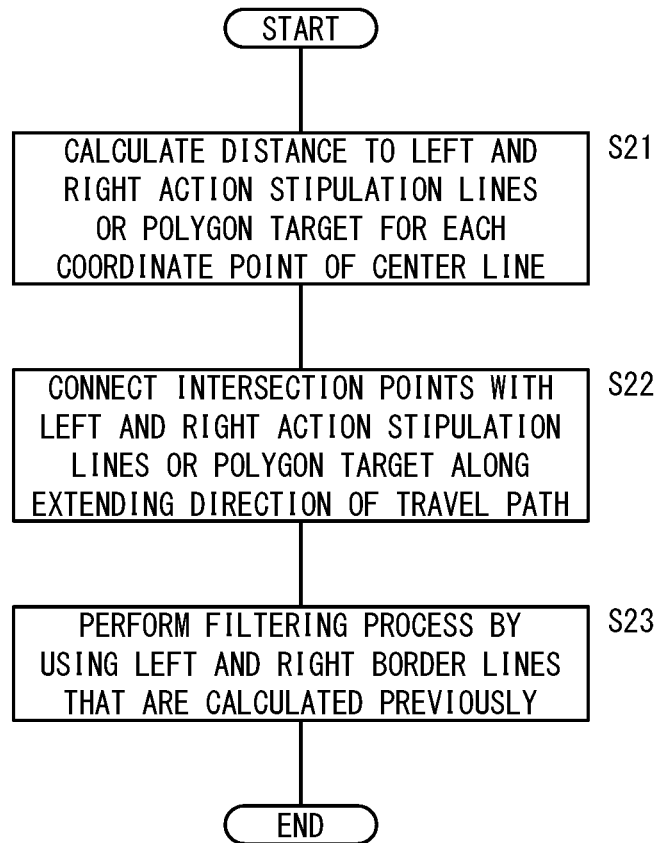 START
CALCULATE DISTANCE TO LEFT AND
RIGHT ACTION STIPULATION LINES
OR POLYGON TARGET FOR EACH
COORDINATE POINT OF CENTER LINE
S21
CONNECT INTERSECTION POINTS WITH
LEFT AND RIGHT ACTION STIPULATION
LINES OR POLYGON TARGET ALONG
EXTENDING DIRECTION OF TRAVEL PATH
S22
PERFORM FILTERING PROCESS BY
USING LEFT AND RIGHT BORDER LINES
THAT ARE CALCULATED PREVIOUSLY
S23
END